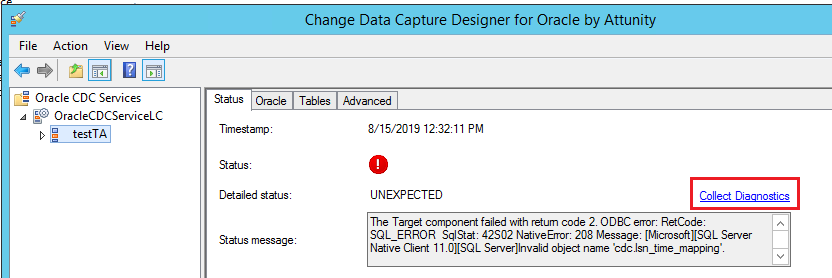 Change Data Capture Designer for Oracle by Attunity
File Action View Help
Oracle CDC Services
OracleCDCServiceLC
testTA
Status Oracle Tables Advanced
Timestamp: 8/15/2019 12:32:11 PM
Status:
Detailed status: UNEXPECTED Collect Diagnostics
Status message:
The Target component failed with return code 2. ODBC error: RetCode:
SQL_ERROR SqlStat: 42S02 NativeError: 208 Message: [Microsoft][SQL Server
Native Client 11.0][SQL Server]Invalid object name 'cdc.lsn_time_mapping'.